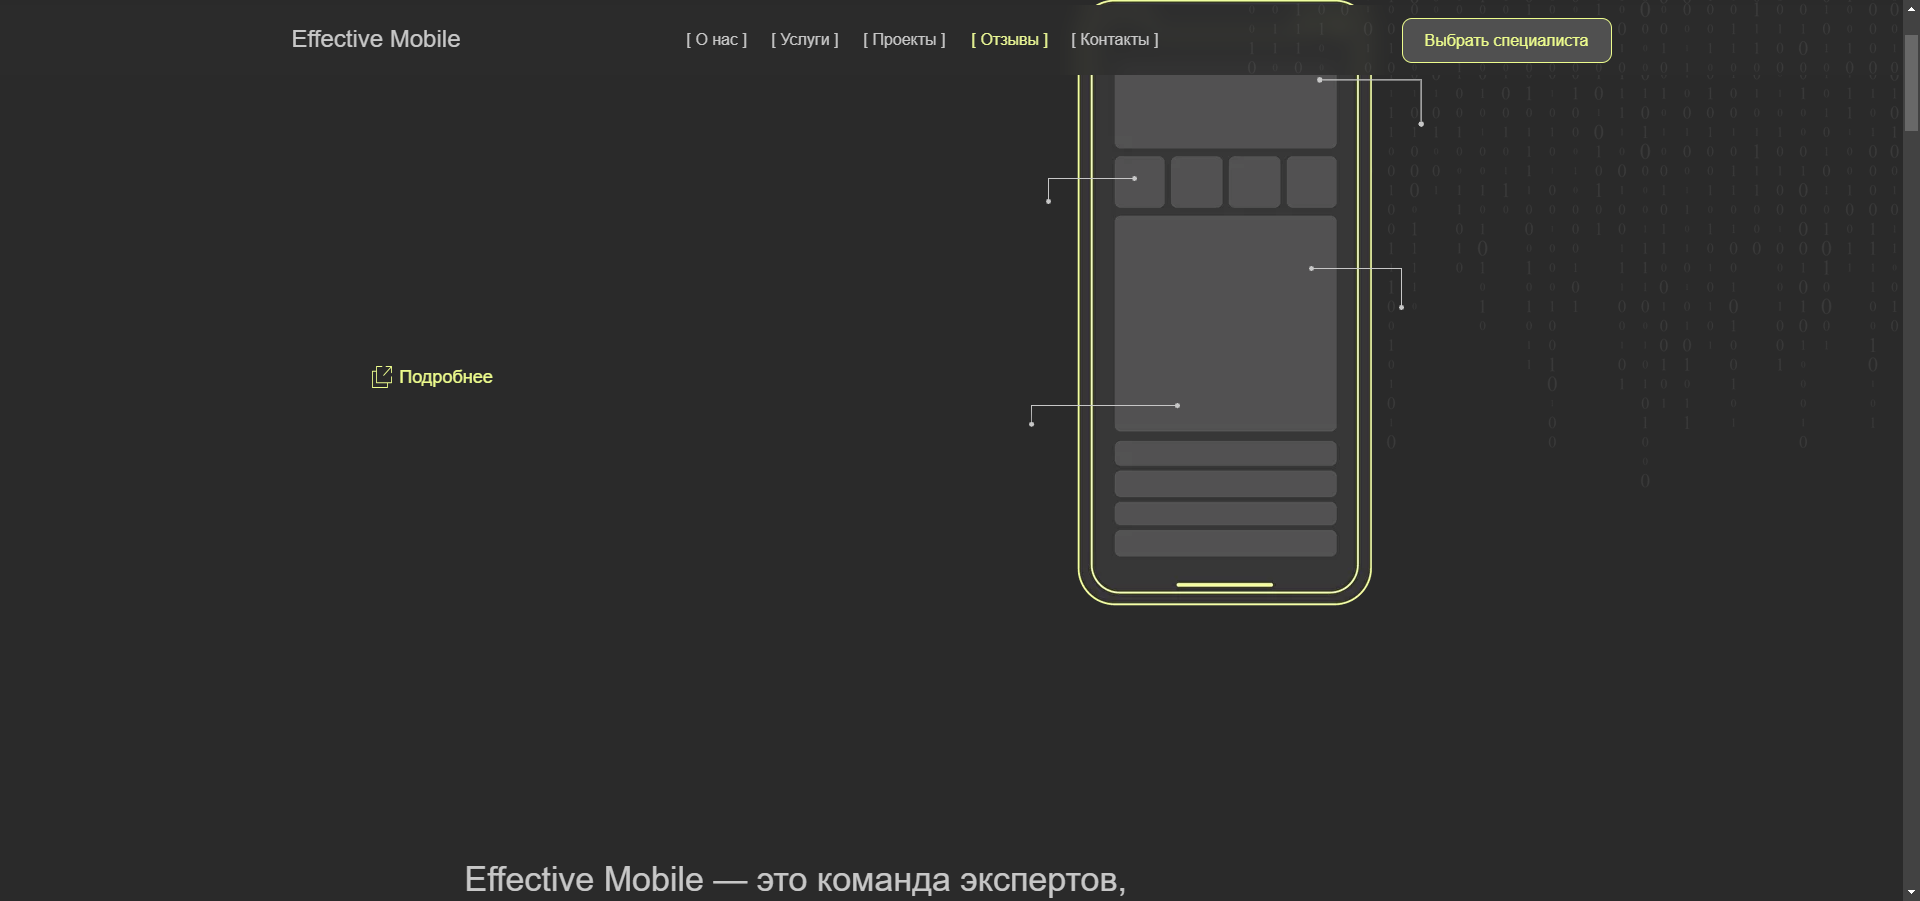 Effective Mobile
[ О нас ]
[ Услуги ]
[ Проекты ]
[ Отзывы ]
[ Контакты ]
Выбрать специалиста
Подробнее
Effective Mobile — это команда экспертов,